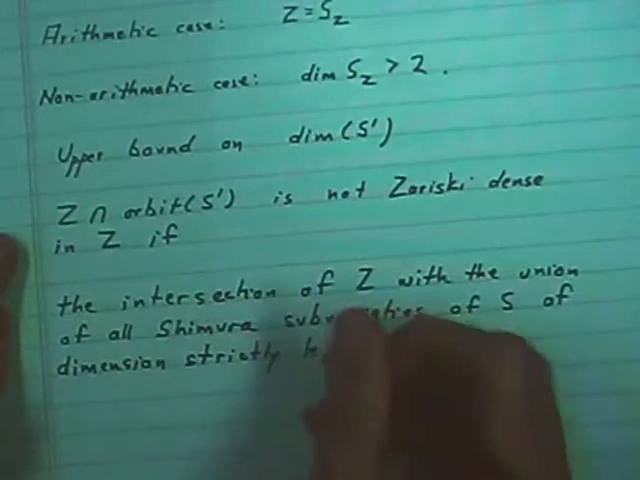 Arithmetic case: Z = S_Z
Non-arithmetic case: dim S_Z > 2.
Upper bound on dim(S')
Z ∩ orbit(S') is not Zariski dense
in Z if
the intersection of Z with the union
of all Shimura of S of
dimension strictly